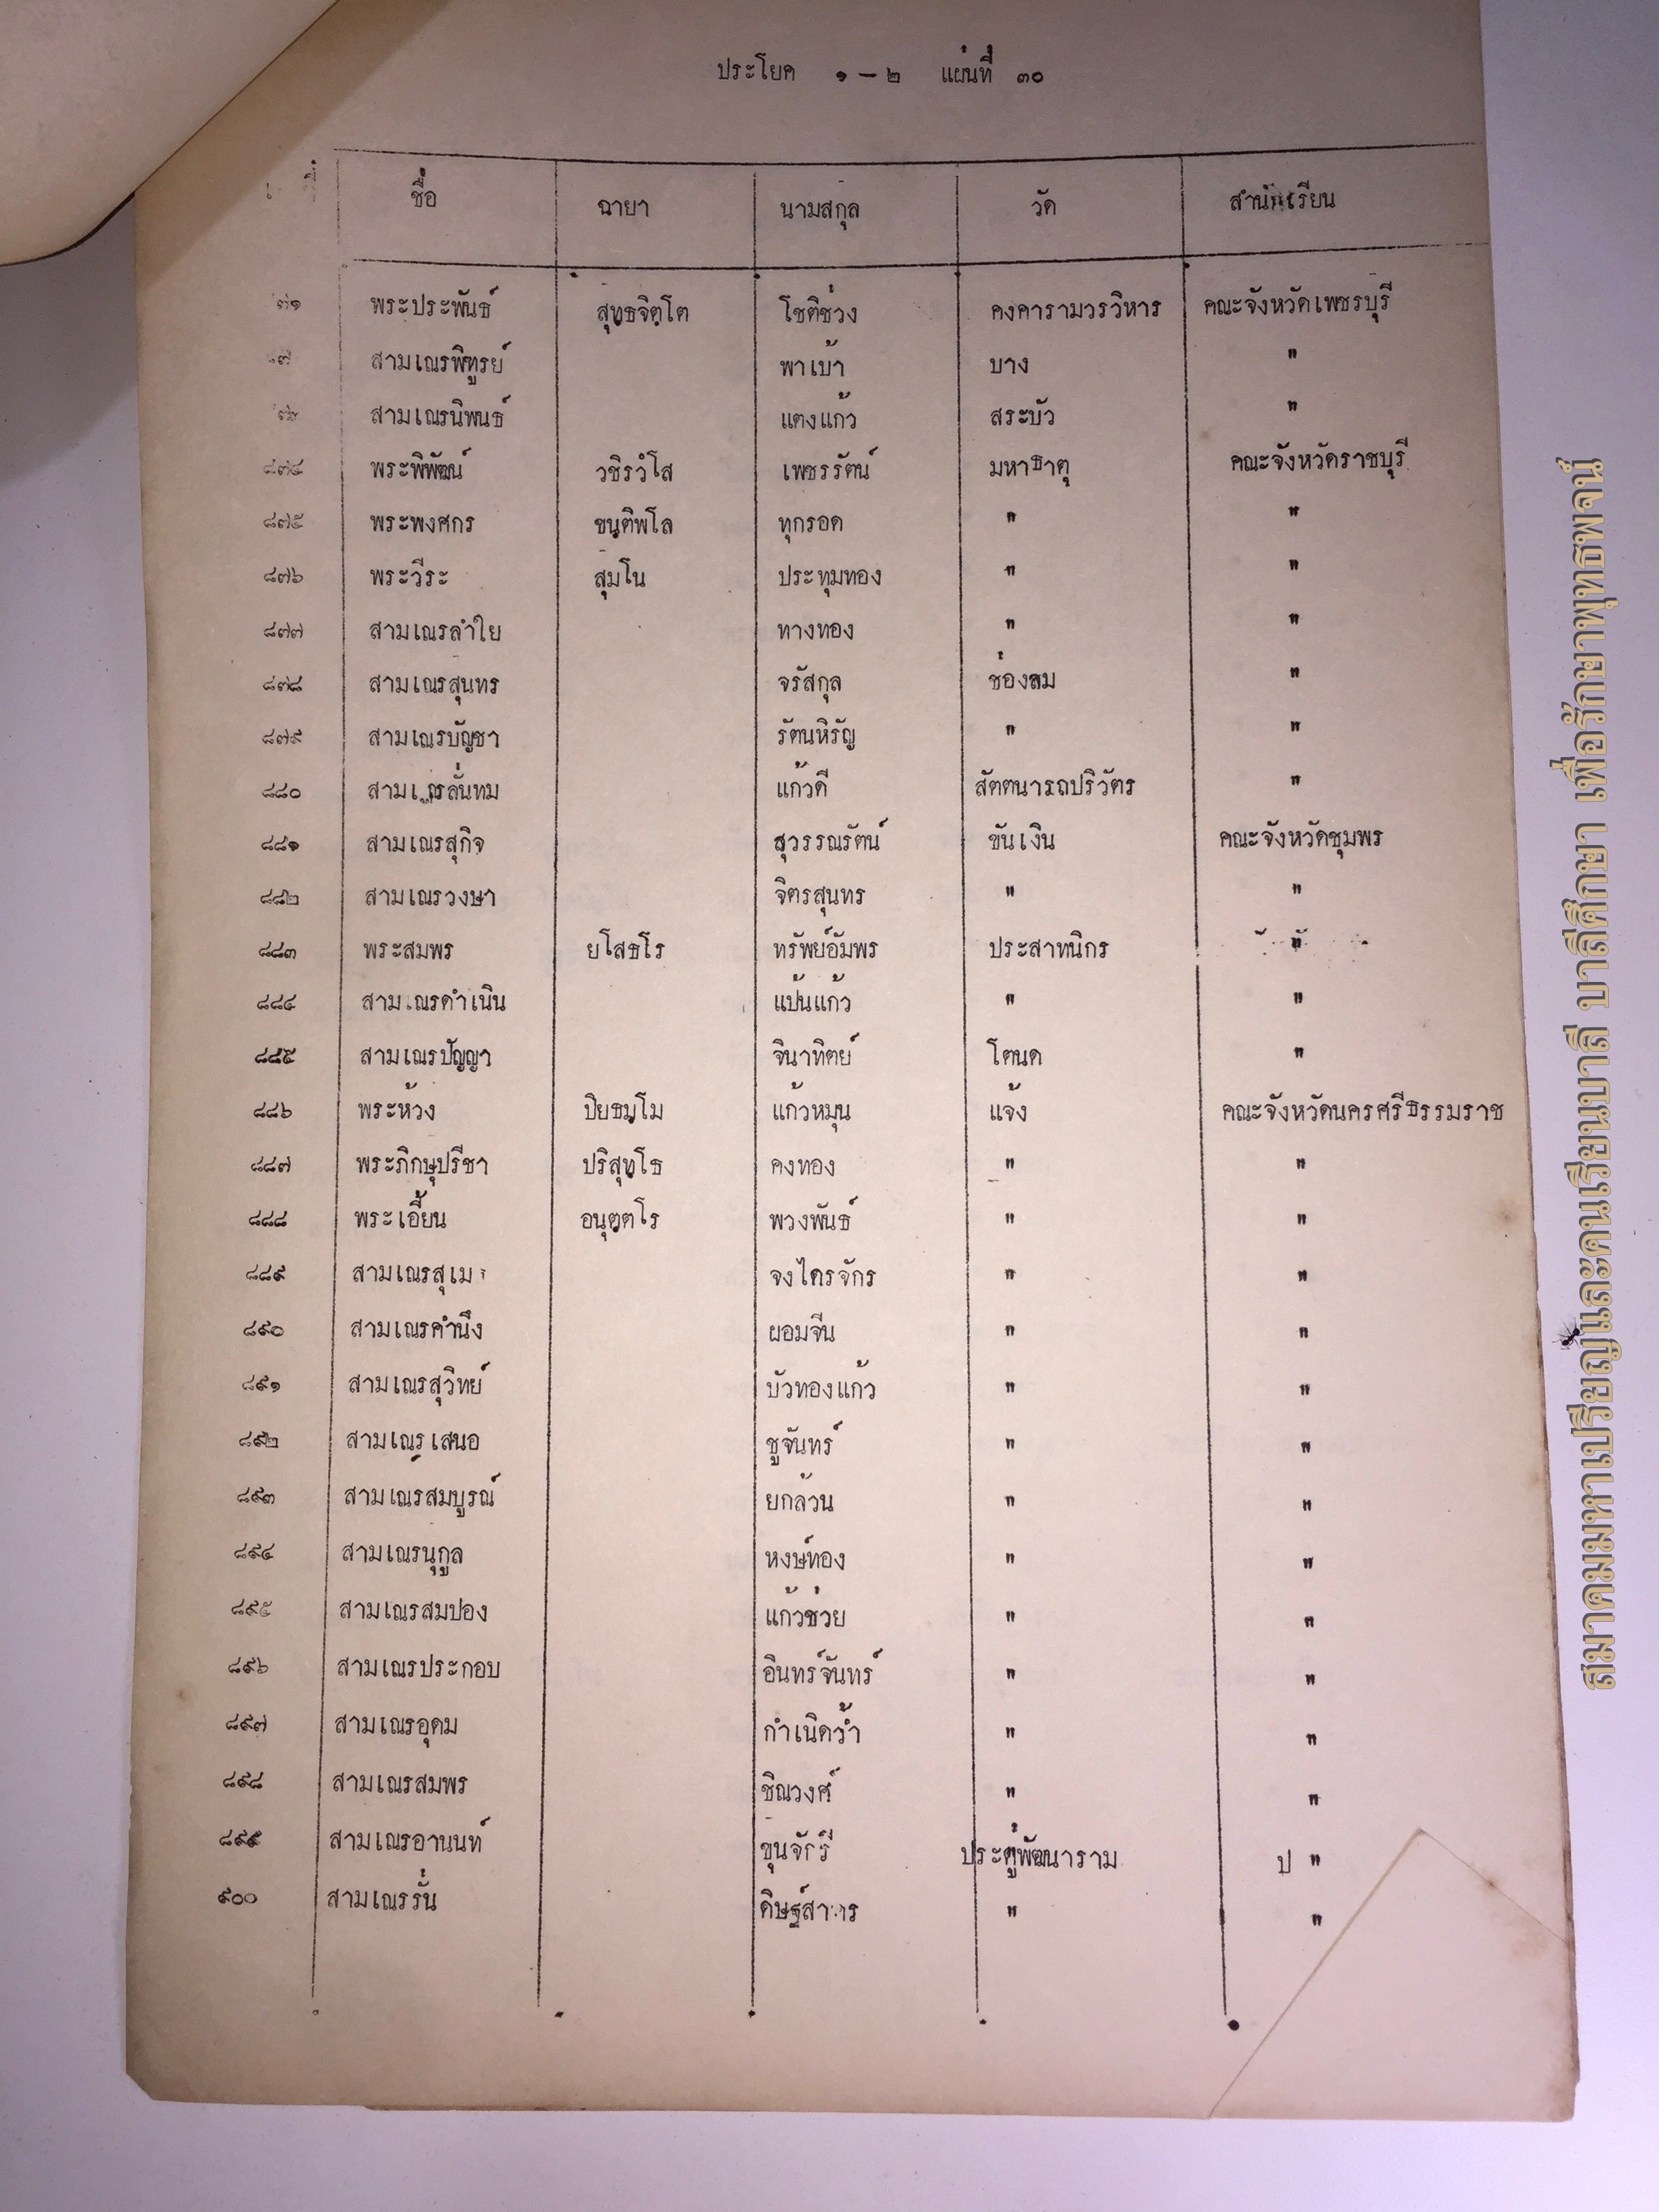 ประโยค ๑ – ๒ แผ่นที่ ๓๐
ชื่อ ฉายา นามสกุล วัด สำนักเรียน
๗๑ พระประพันธ์ สุทฺธจิตฺโต โชติช่วง คงคารามวรวิหาร คณะจังหวัดเพชรบุรี
สามเณรพิฑูรย์ พาเบ้า บาง "
สามเณรนิพนธ์ แตงแก้ว สระบัว "
๘๗๔ พระพิพัฒน์ วชิรวํโส เพชรรัตน์ มหาธาตุ คณะจังหวัดราชบุรี
๘๗๕ พระพงศกร ขนฺติพโล ทุกรอด " "
๘๗๖ พระวีระ สุมโน ประทุมทอง " "
๘๗๗ สามเณรลำใย ทางทอง " "
๘๗๘ สามเณรสุนทร จรัสกุล ช่องลม "
๘๗๙ สามเณรบัญชา รัตนหิรัญ " "
๘๘๐ สามเณรลั่นทม แก้วดี สัตตนารถปริวัตร "
๘๘๑ สามเณรสุกิจ สุวรรณรัตน์ ขันเงิน คณะจังหวัดชุมพร
๘๘๒ สามเณรวงษา จิตรสุนทร " "
๘๘๓ พระสมพร ยโสธโร ทรัพย์อัมพร ประสาทนิกร "
๘๘๔ สามเณรดำเนิน แป้นแก้ว " "
๘๘๕ สามเณรปัญญา จินาทิตย์ โตนด "
๘๘๖ พระห้วง ปิยธมฺโม แก้วหมุน แจ้ง คณะจังหวัดนครศรีธรรมราช
๘๘๗ พระภิกษุปรีชา ปริสุทฺโธ คงทอง " "
๘๘๘ พระเอี้ยน อนุตฺตโร พวงพันธ์ " "
๘๘๙ สามเณรสุเมธ จงไกรจักร " "
๘๙๐ สามเณรคำนึง ผอมจีน " "
๘๙๑ สามเณรสุวิทย์ บัวทองแก้ว " "
๘๙๒ สามเณรเสนอ ชูจันทร์ " "
๘๙๓ สามเณรสมบูรณ์ ยกล้วน " "
๘๙๔ สามเณรนุกูล หงษ์ทอง " "
๘๙๕ สามเณรสมปอง แก้วช่วย " "
๘๙๖ สามเณรประกอบ อินทร์จันทร์ " "
๘๙๗ สามเณรอุดม กำเนิดว้ำ " "
๘๙๘ สามเณรสมพร ชิณวงศ์ " "
๘๙๙ สามเณรอานนท์ ขุนจักรี ประตู่พัฒนาราม ป "
๙๐๐ สามเณรรั่น " "
สมาคมมหาเปรียญและคนเรียนบาลี บาลีศึกษา เพื่อรักษาพุทธพจน์